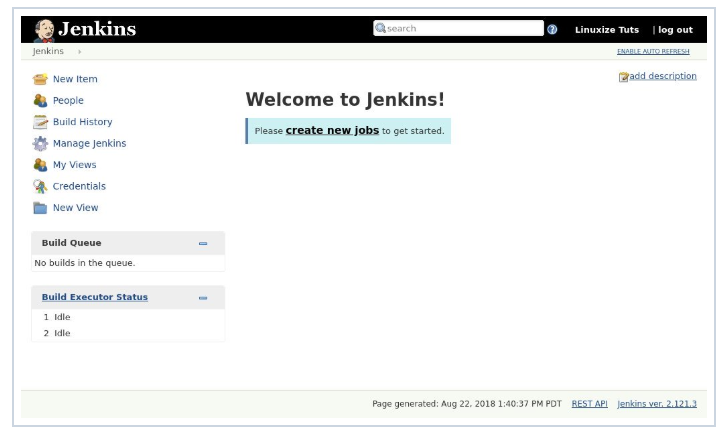 Jenkins
search
Linuxize Tuts | log out
Jenkins
ENABLE AUTO REFRESH
add description
New Item
People
Build History
Manage Jenkins
My Views
Credentials
New View
Welcome to Jenkins!
Please create new jobs to get started.
Build Queue
No builds in the queue.
Build Executor Status
1 Idle
2 Idle
Page generated: Aug 22, 2018 1:40:37 PM PDT REST API Jenkins ver. 2.121.3